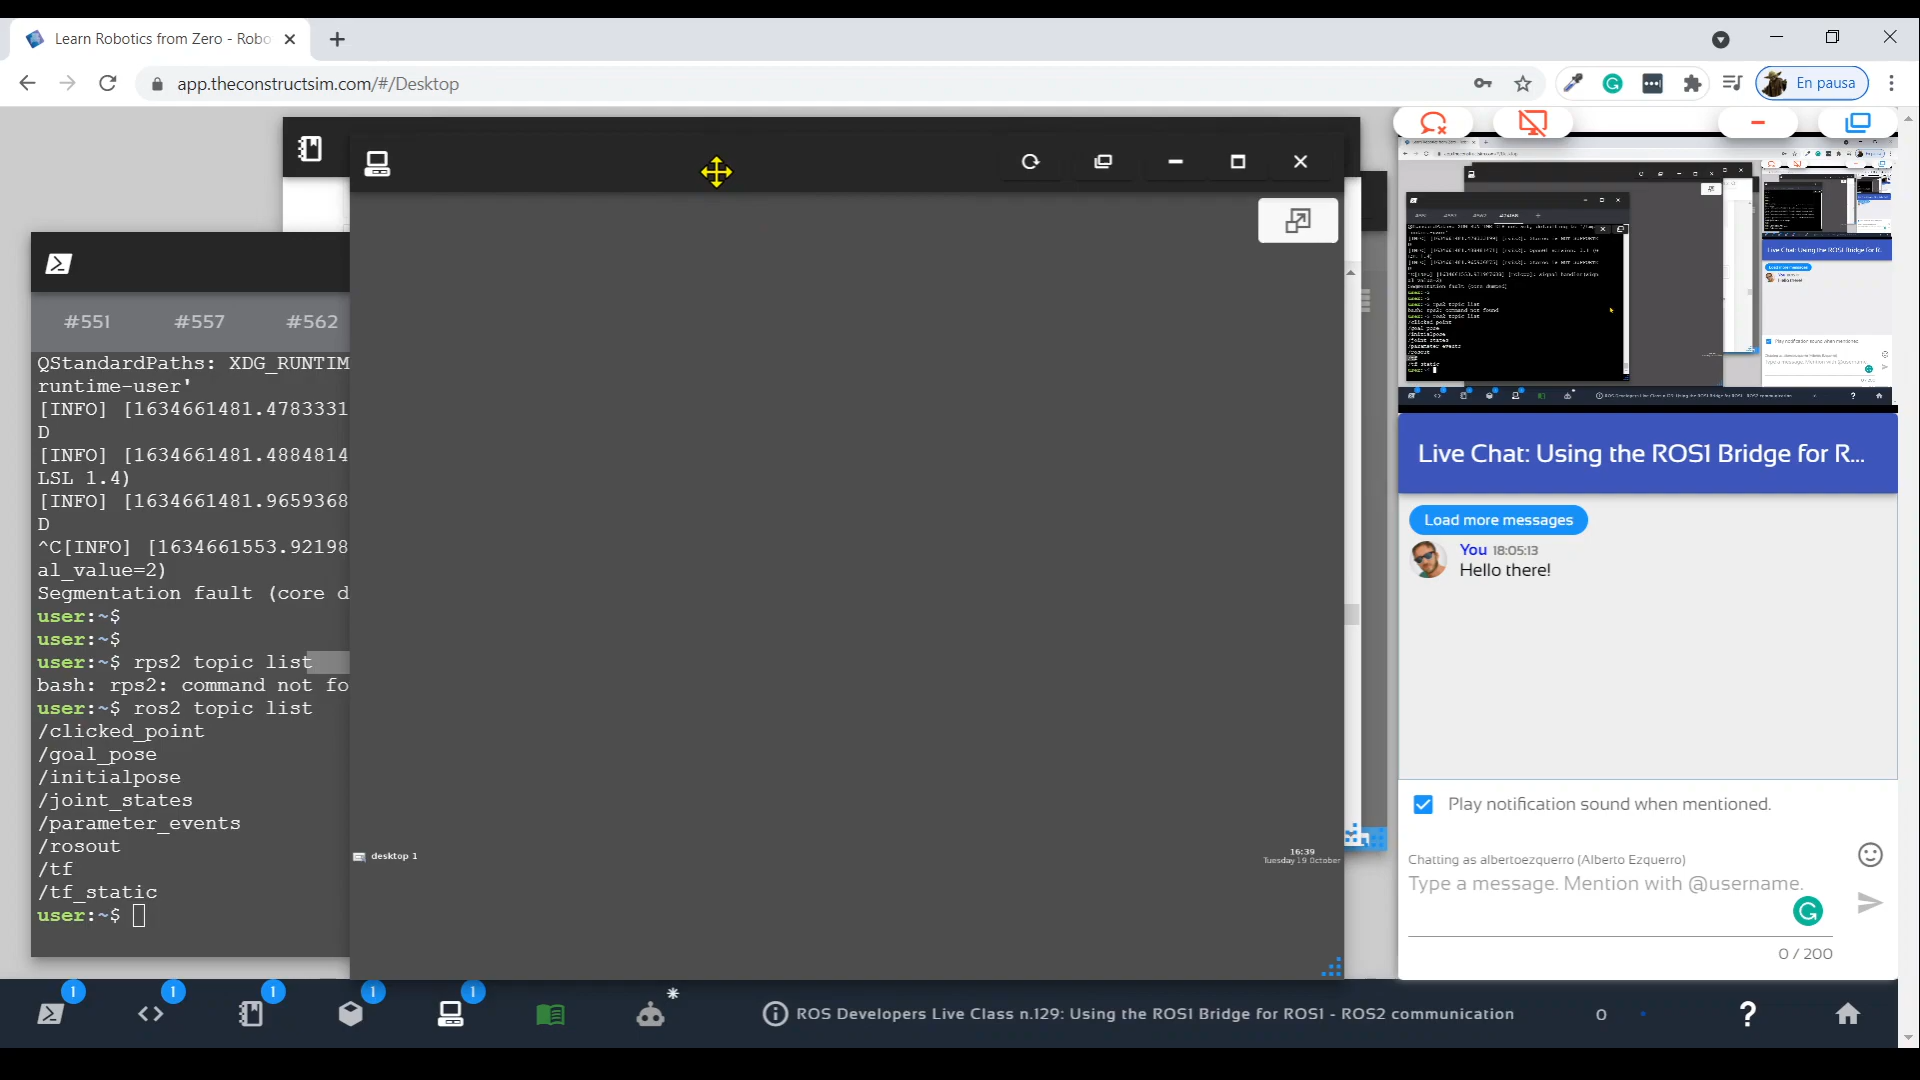 Learn Robotics from Zero - Robo
app.theconstructsim.com/#/Desktop
En pausa
#551 #557 #562
QStandardPaths: XDG_RUNTIM
runtime-user'
[INFO] [1634661481.4783331
D
[INFO] [1634661481.4884814
LSL 1.4)
[INFO] [1634661481.9659368
D
^C[INFO] [1634661553.92198
al_value=2)
Segmentation fault (core d
user:~$
user:~$
user:~$ rps2 topic list
bash: rps2: command not fo
user:~$ ros2 topic list
/clicked_point
/goal_pose
/initialpose
/joint_states
/parameter_events
/rosout
/tf
/tf_static
user:~$
desktop 1
16:39
Tuesday 19 October
Live Chat: Using the ROS1 Bridge for R...
Load more messages
You 18:05:13
Hello there!
Play notification sound when mentioned.
Chatting as albertoezquerro (Alberto Ezquerro)
Type a message. Mention with @username.
0 / 200
1 1 1 1 1
ROS Developers Live Class n.129: Using the ROS1 Bridge for ROS1 - ROS2 communication